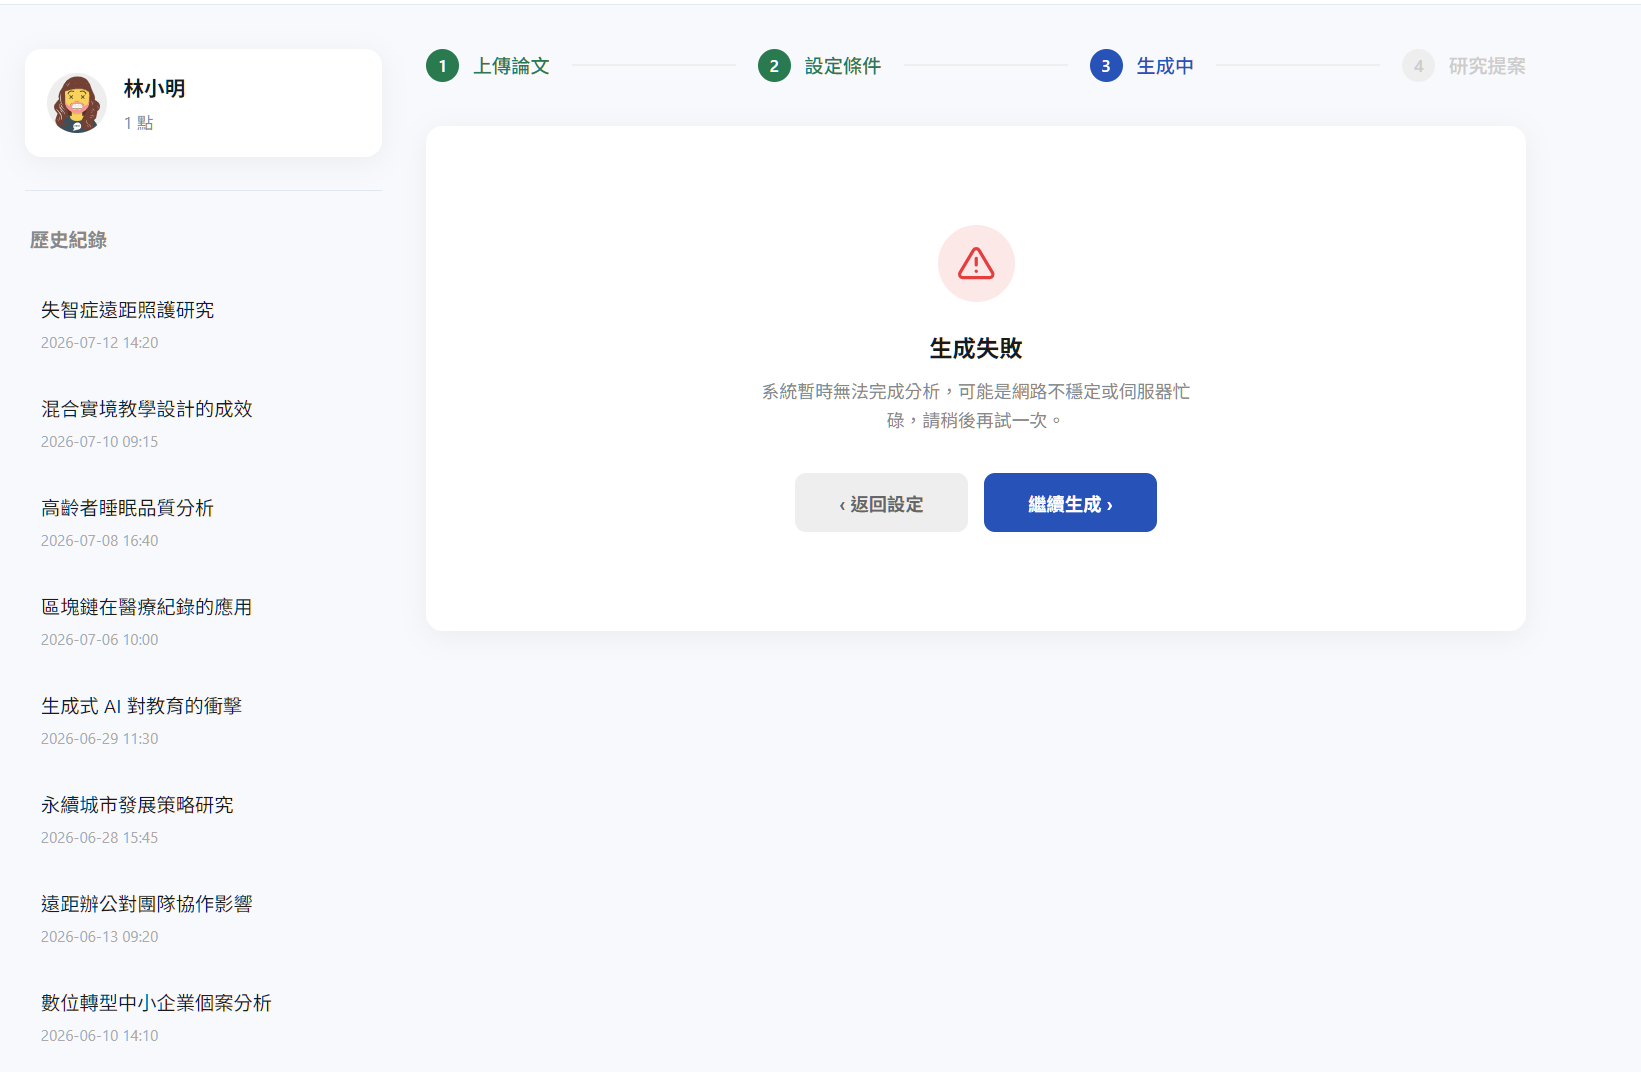 林小明
1 點
歷史紀錄
失智症遠距照護研究
2026-07-12 14:20
混合實境教學設計的成效
2026-07-10 09:15
高齡者睡眠品質分析
2026-07-08 16:40
區塊鏈在醫療紀錄的應用
2026-07-06 10:00
生成式 AI 對教育的衝擊
2026-06-29 11:30
永續城市發展策略研究
2026-06-28 15:45
遠距辦公對團隊協作影響
2026-06-13 09:20
數位轉型中小企業個案分析
2026-06-10 14:10
1 上傳論文
2 設定條件
3 生成中
4 研究提案
生成失敗
系統暫時無法完成分析，可能是網路不穩定或伺服器忙
碌，請稍後再試一次。
‹ 返回設定
繼續生成 ›